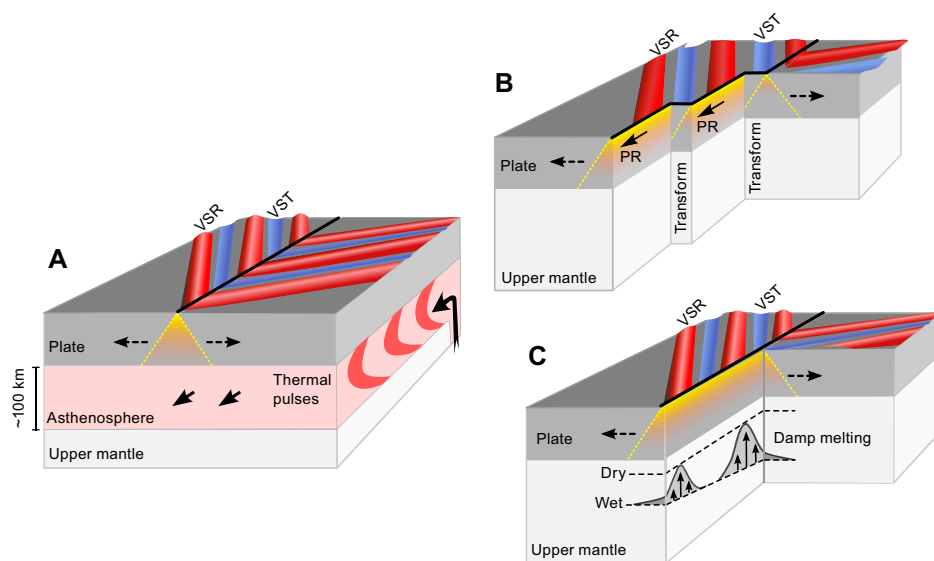 A
VSR
VST
Plate
~100 km
Thermal
pulses
Asthenosphere
Upper mantle
B
VSR
VST
PR
PR
Plate
Transform
Transform
Upper mantle
C
VSR
VST
Plate
Damp melting
Dry
Wet
Upper mantle